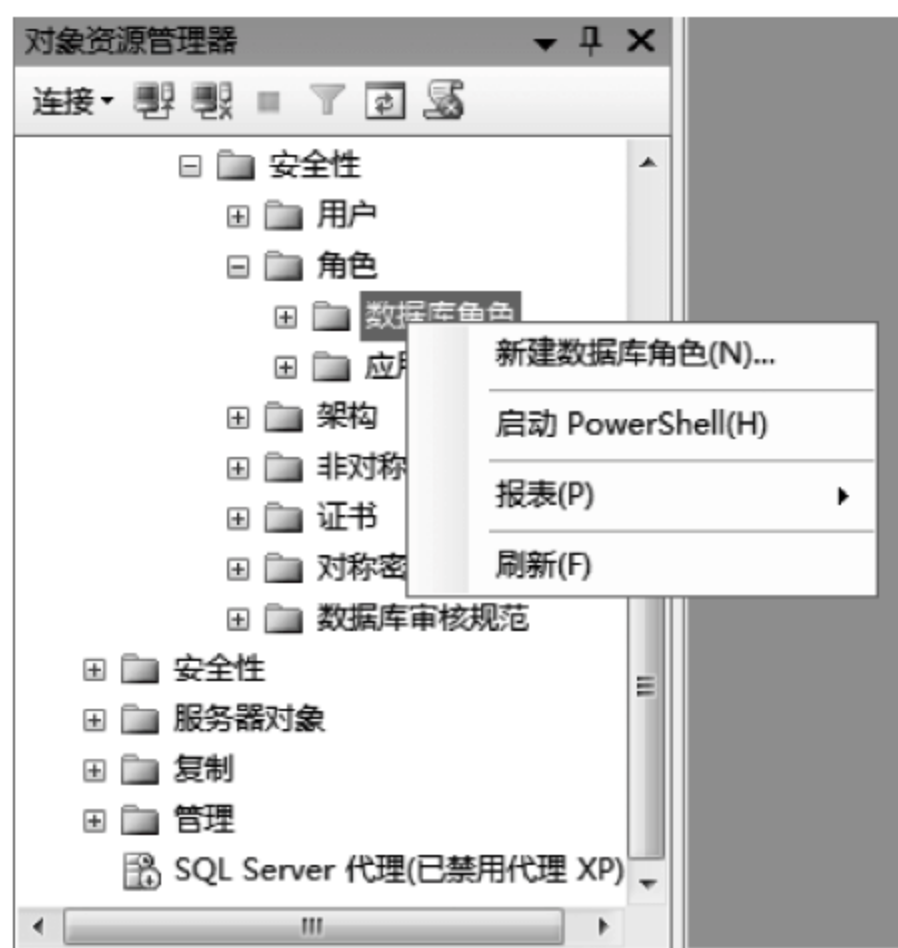 对象资源管理器
连接
安全性
用户
角色
数据库角色
新建数据库角色(N)...
应用
架构
启动 PowerShell(H)
非对称
报表(P)
证书
对称密
刷新(F)
数据库审核规范
安全性
服务器对象
复制
管理
SQL Server 代理(已禁用代理 XP)